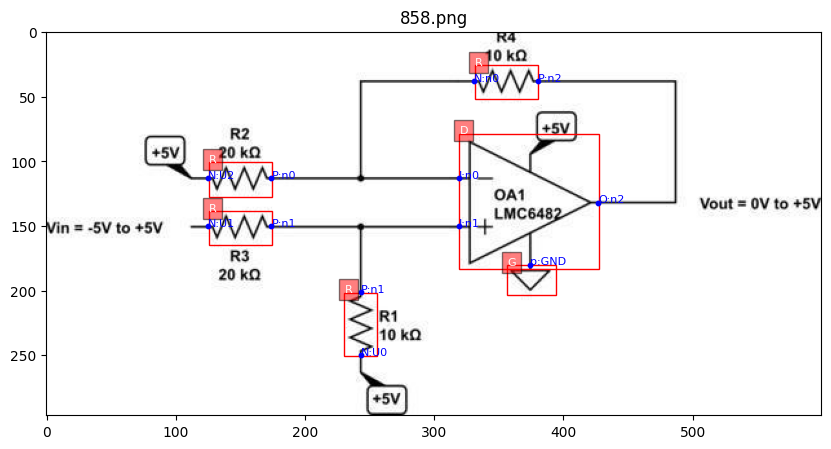 858.png
R4
10 kΩ
R
N:n0
P:n2
0
50
D
+5V
R2
20 kΩ
+5V
R
100
N:U2
P:n0
I:n0
OA1
LMC6482
R
150
Vin = -5V to +5V
N:U1
P:n1
I:n1
O:n2
Vout = 0V to +5V
R3
20 kΩ
G
p:GND
200
R
P:n1
R1
10 kΩ
250
N:U0
+5V
0
100
200
300
400
500